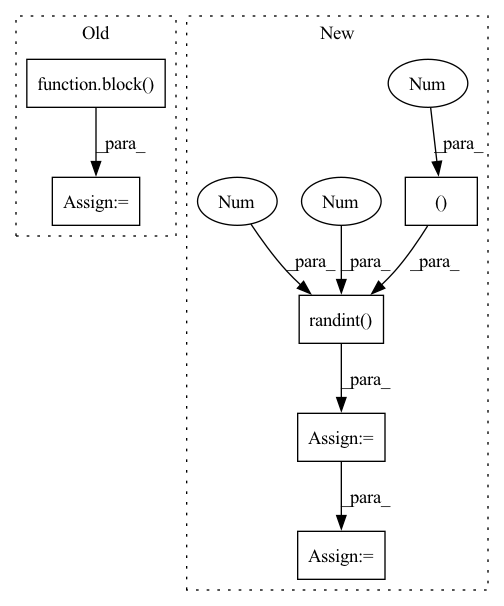 Old
New
function.block()
Num
_para_
_para_
Assign:=
Num
Num
()
_para_
_para_
_para_
randint()
_para_
Assign:=
_para_
Assign:=